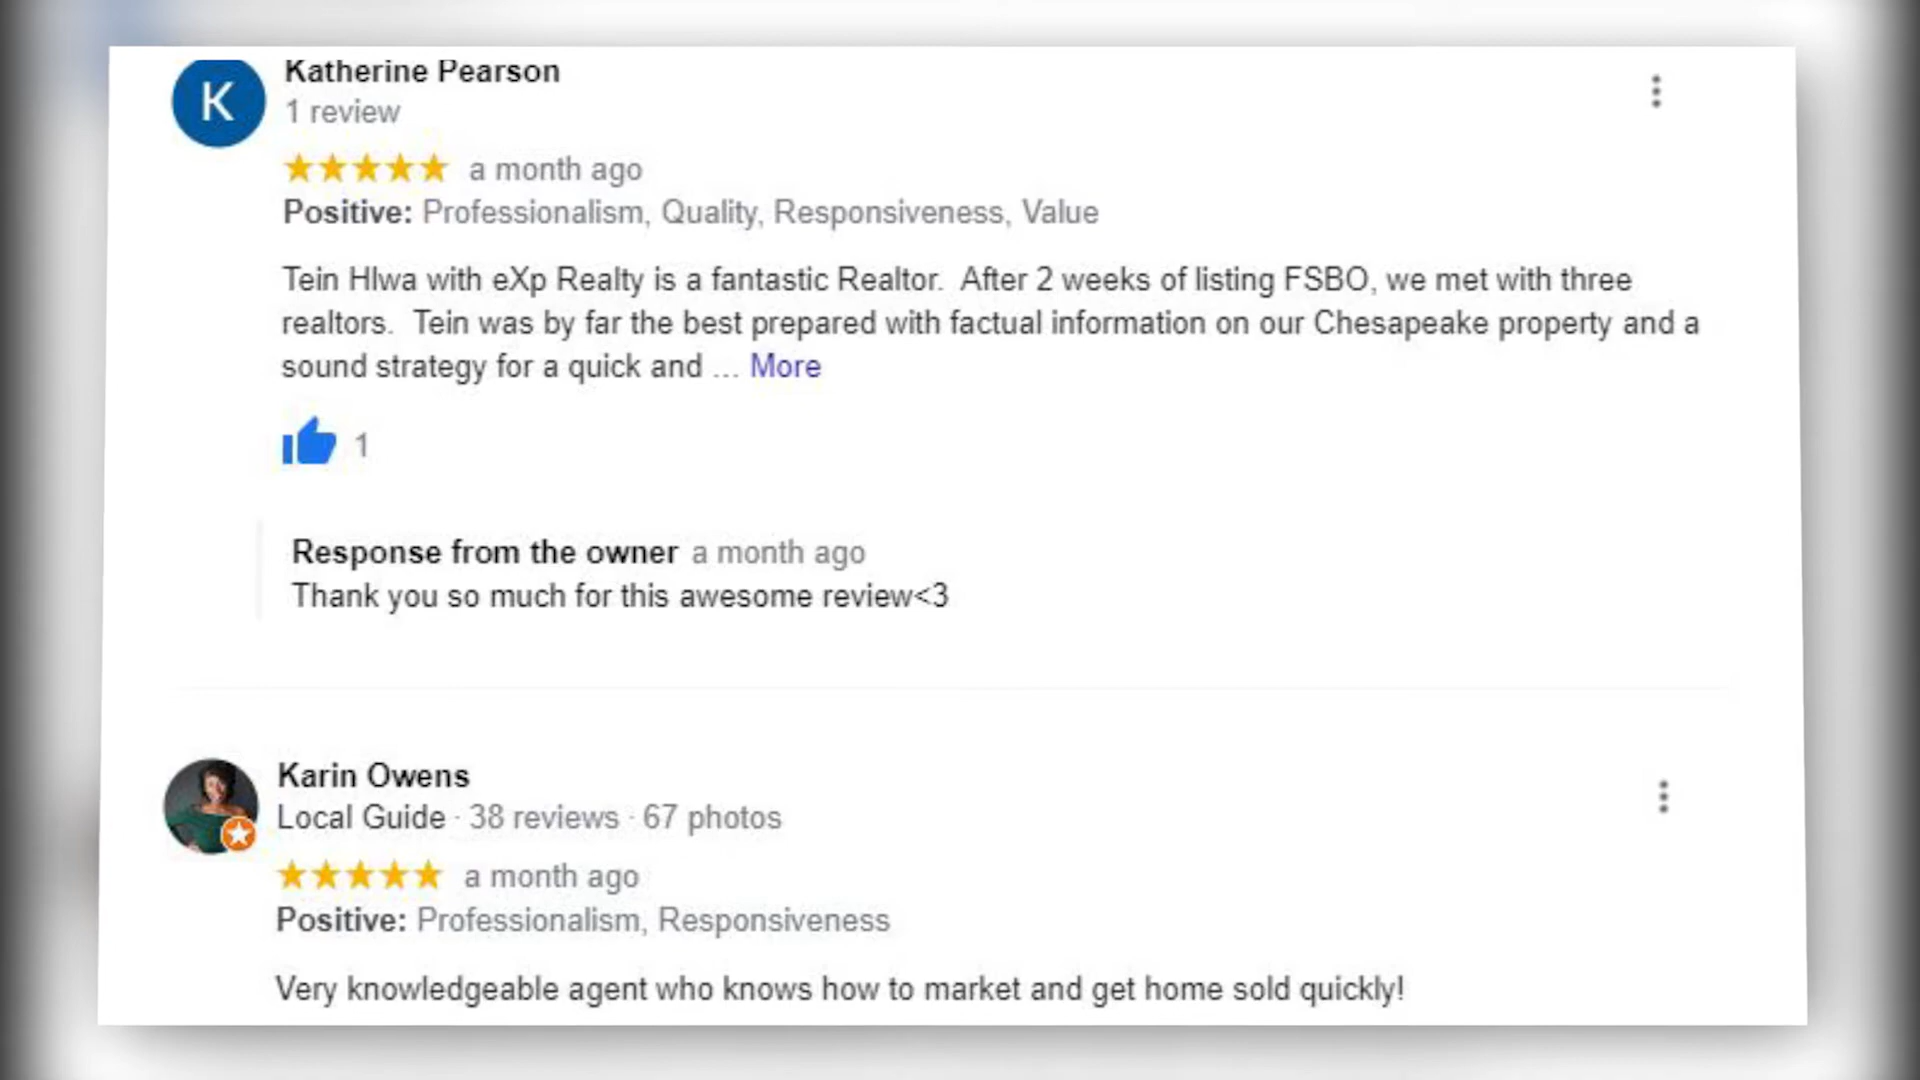 K
Katherine Pearson
1 review
a month ago
Positive: Professionalism, Quality, Responsiveness, Value
Tein Hlwa with eXp Realty is a fantastic Realtor.  After 2 weeks of listing FSBO, we met with three
realtors.  Tein was by far the best prepared with factual information on our Chesapeake property and a
sound strategy for a quick and ... More
1
Response from the owner a month ago
Thank you so much for this awesome review<3
Karin Owens
Local Guide · 38 reviews · 67 photos
a month ago
Positive: Professionalism, Responsiveness
Very knowledgeable agent who knows how to market and get home sold quickly!